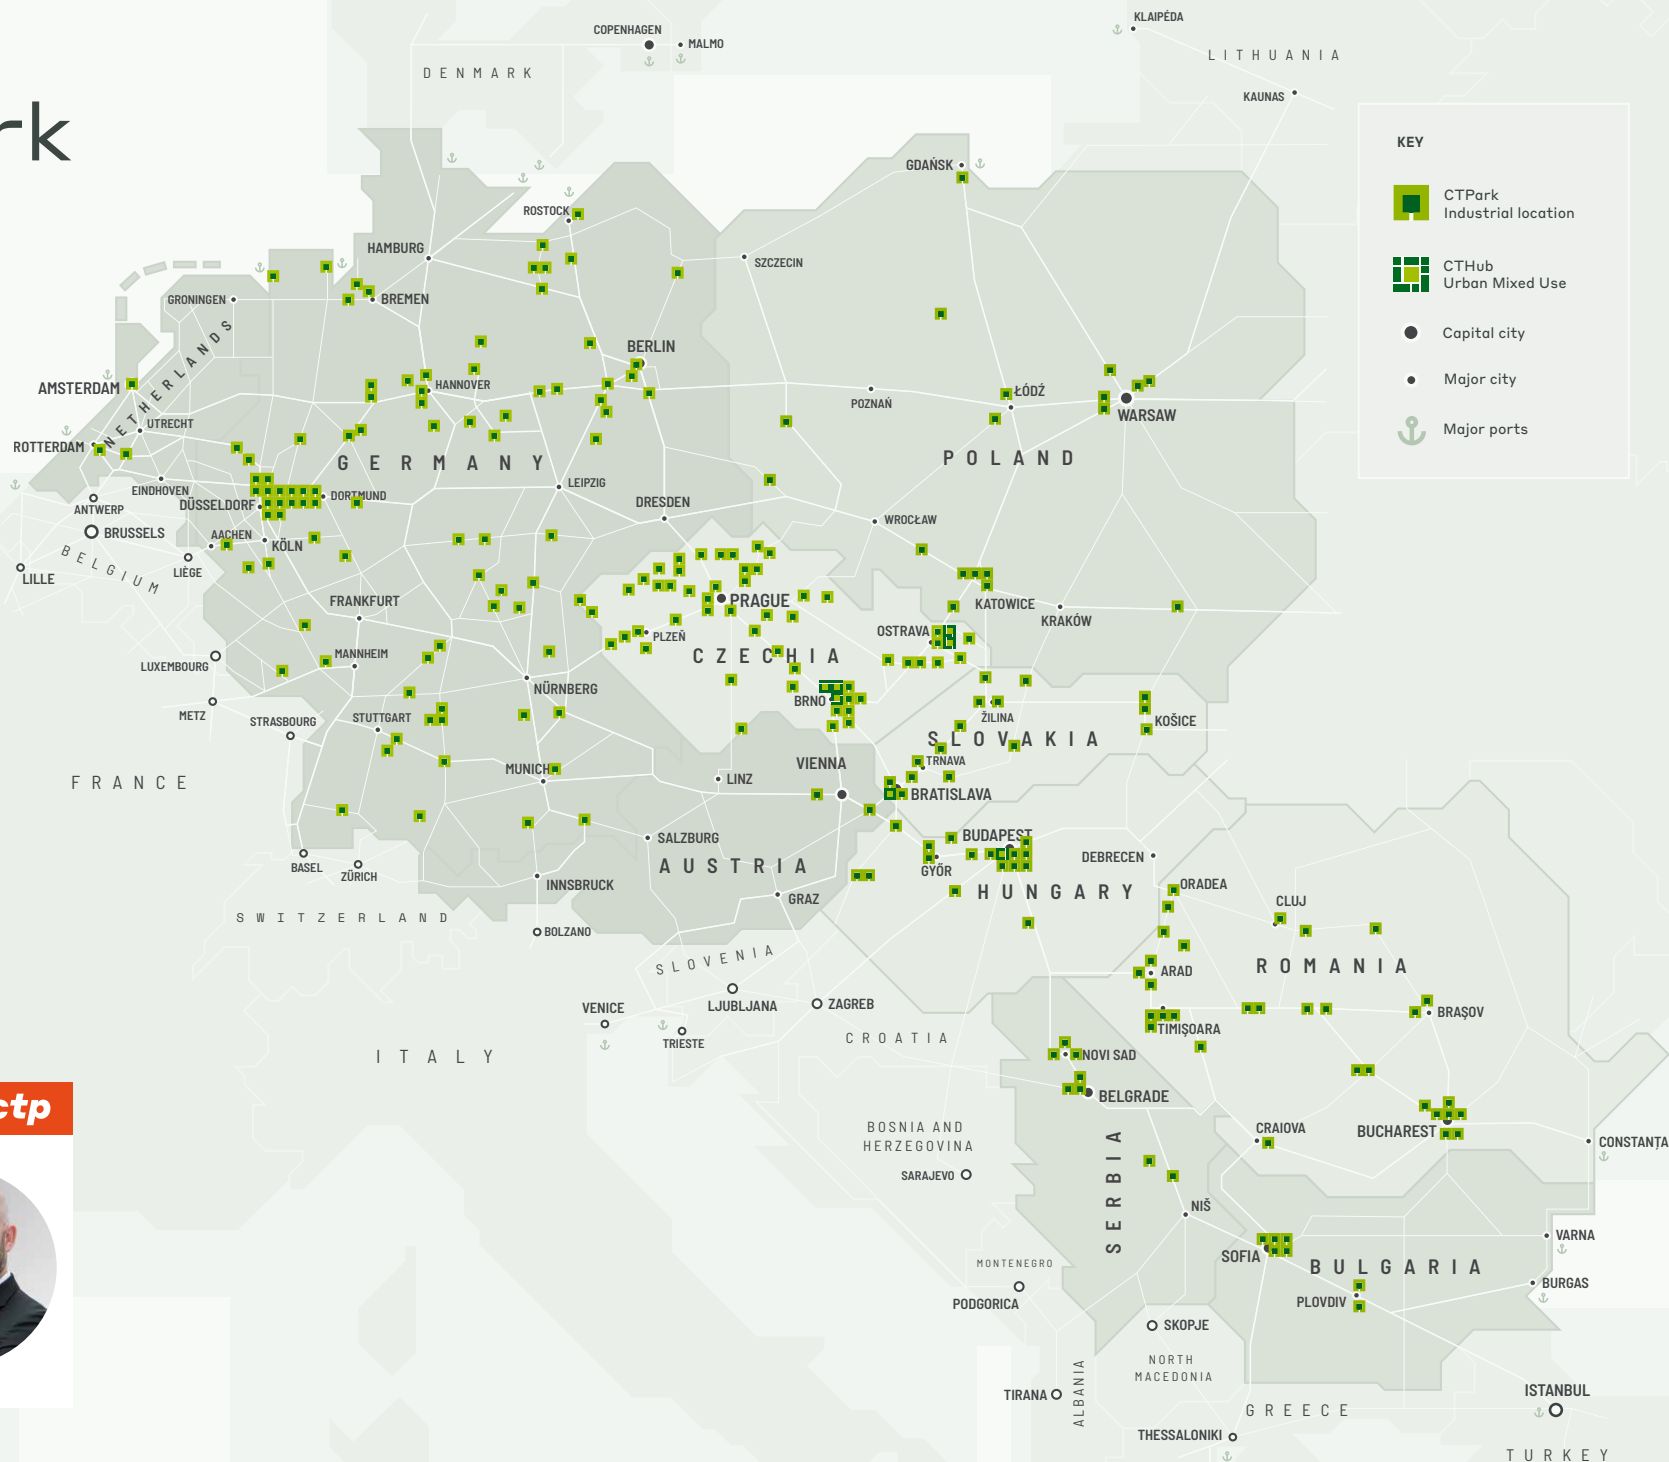 rk
KLAIPĖDA
COPENHAGEN
MALMO
LITHUANIA
DENMARK
KAUNAS
KEY
CTPark
Industrial location
CTHub
Urban Mixed Use
Capital city
Major city
Major ports
GDAŃSK
ROSTOCK
HAMBURG
SZCZECIN
GRONINGEN
BREMEN
NETHERLANDS
BERLIN
AMSTERDAM
HANNOVER
POZNAŃ
ŁÓDŹ
WARSAW
UTRECHT
ROTTERDAM
GERMANY
POLAND
EINDHOVEN
DORTMUND
LEIPZIG
ANTWERP
DÜSSELDORF
DRESDEN
WROCŁAW
BRUSSELS
AACHEN
KÖLN
BELGIUM
LIÈGE
LILLE
FRANKFURT
PRAGUE
KATOWICE
KRAKÓW
OSTRAVA
PLZEŇ
CZECHIA
LUXEMBOURG
MANNHEIM
NÜRNBERG
BRNO
METZ
STRASBOURG
STUTTGART
ŽILINA
KOŠICE
SLOVAKIA
FRANCE
MUNICH
LINZ
VIENNA
TRNAVA
BRATISLAVA
SALZBURG
BUDAPEST
BASEL
ZÜRICH
AUSTRIA
GYŐR
DEBRECEN
INNSBRUCK
HUNGARY
ORADEA
GRAZ
CLUJ
SWITZERLAND
BOLZANO
SLOVENIA
ARAD
ROMANIA
VENICE
LJUBLJANA
ZAGREB
BRAŞOV
TRIESTE
CROATIA
TIMIŞOARA
ITALY
NOVI SAD
BELGRADE
ctp
BOSNIA AND
HERZEGOVINA
CRAIOVA
BUCHAREST
CONSTANȚA
SARAJEVO
SERBIA
NIŠ
VARNA
SOFIA
BULGARIA
MONTENEGRO
PODGORICA
PLOVDIV
BURGAS
SKOPJE
NORTH
MACEDONIA
TIRANA
ALBANIA
GREECE
ISTANBUL
THESSALONIKI
TURKEY